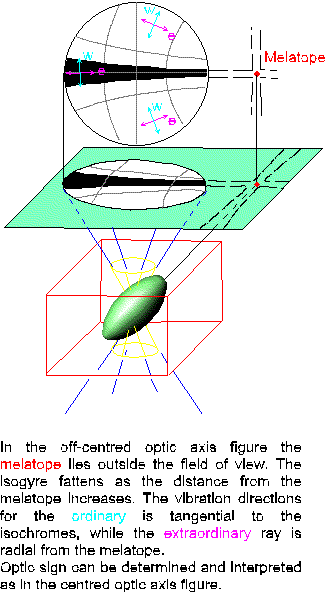 w
e
Melatope
e
w
e
In the off-centred optic axis figure the
melatope lies outside the field of view. The
isogyre fattens as the distance from the
melatope increases. The vibration directions
for the ordinary is tangential to the
isochromes, while the extraordinary ray is
radial from the melatope.
Optic sign can be determined and interpreted
as in the centred optic axis figure.